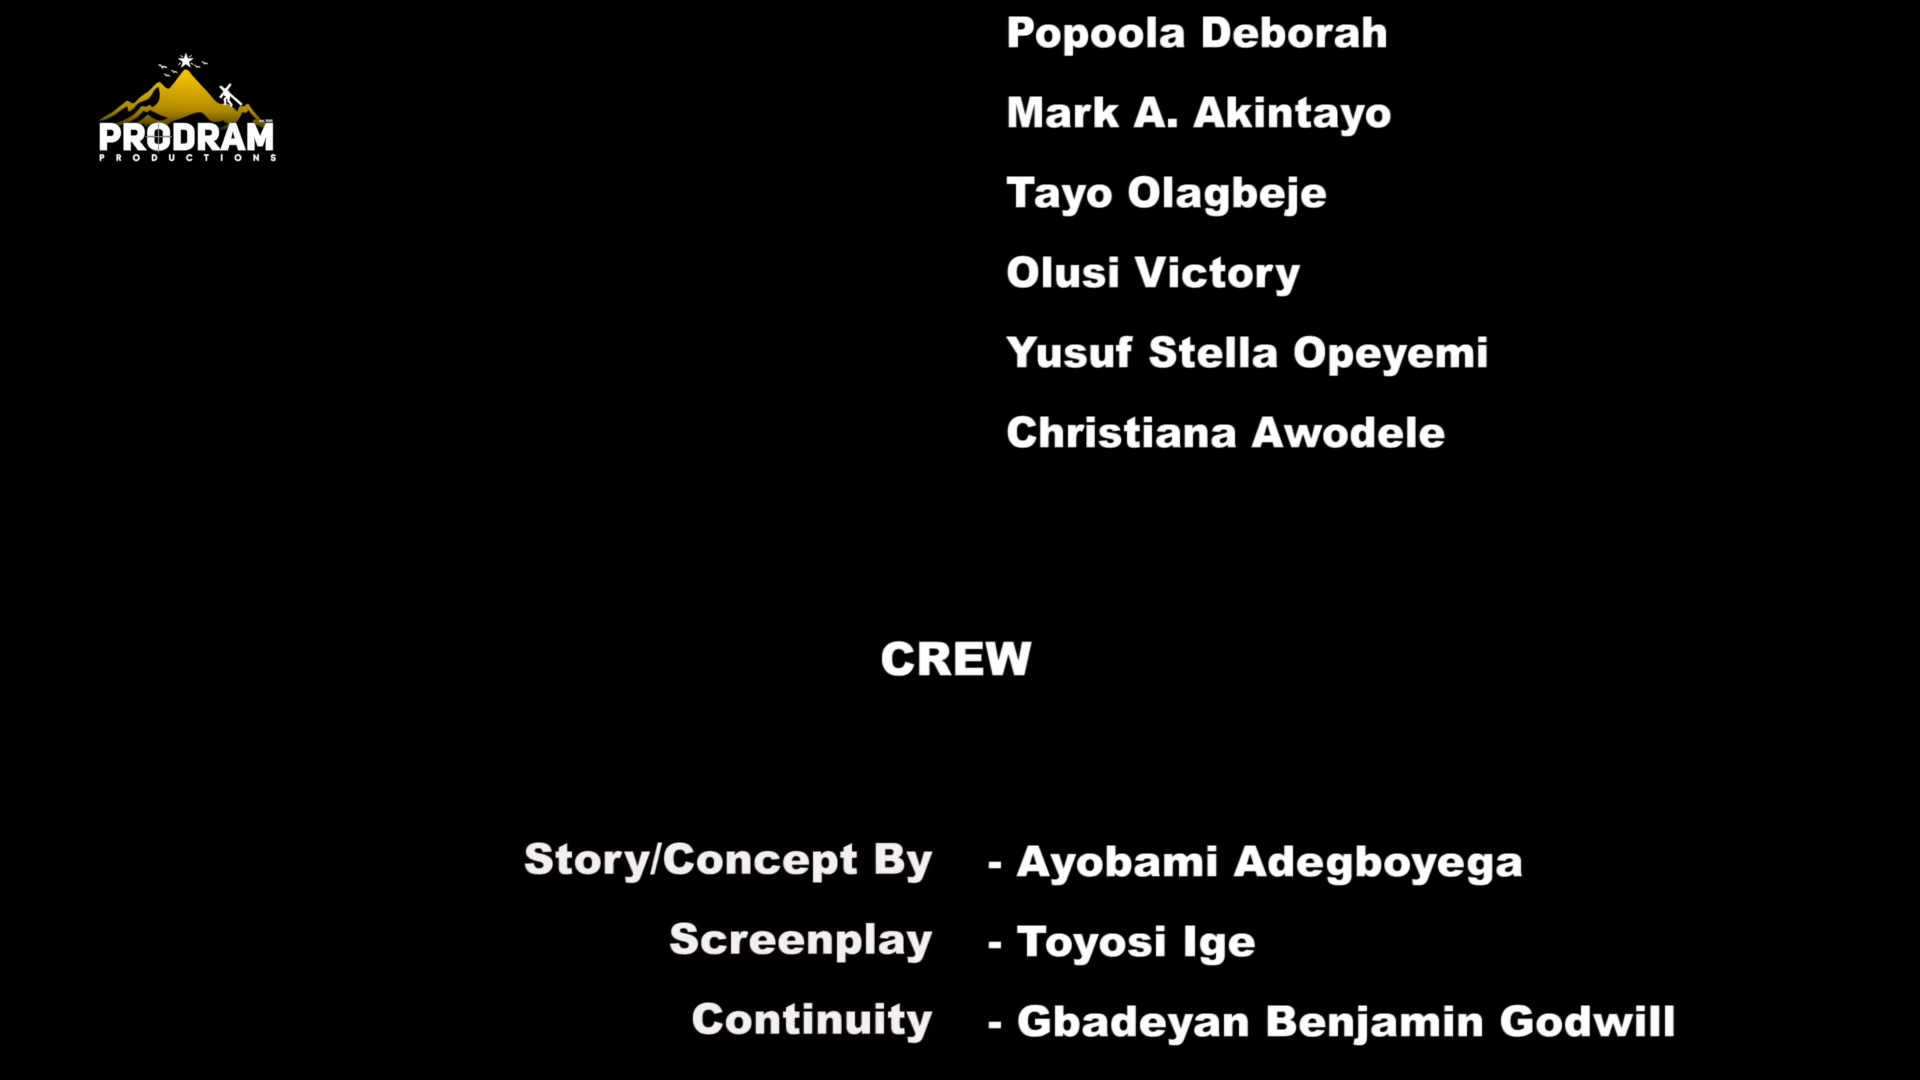 PRODRAM
PRODUCTIONS
Popoola Deborah
Mark A. Akintayo
Tayo Olagbeje
Olusi Victory
Yusuf Stella Opeyemi
Christiana Awodele
CREW
Story/Concept By - Ayobami Adegboyega
Screenplay - Toyosi Ige
Continuity - Gbadeyan Benjamin Godwill